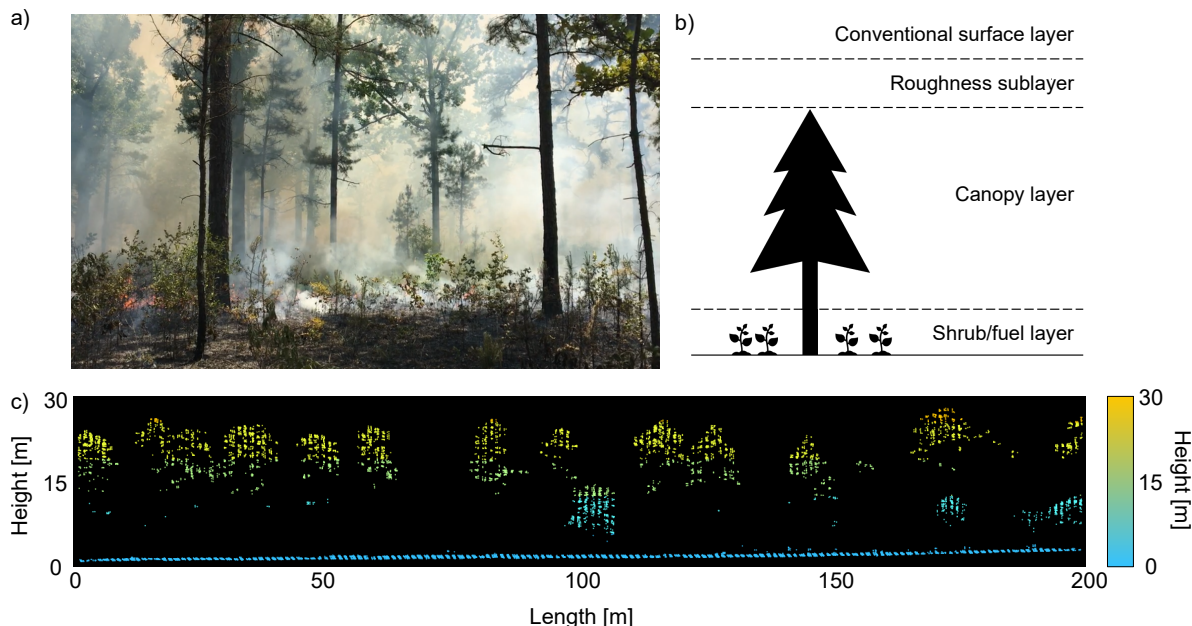 a)
b)
Conventional surface layer
Roughness sublayer
Canopy layer
Shrub/fuel layer
c)
30
15
0
Height [m]
0
50
100
150
200
Length [m]
30
15
0
Height [m]